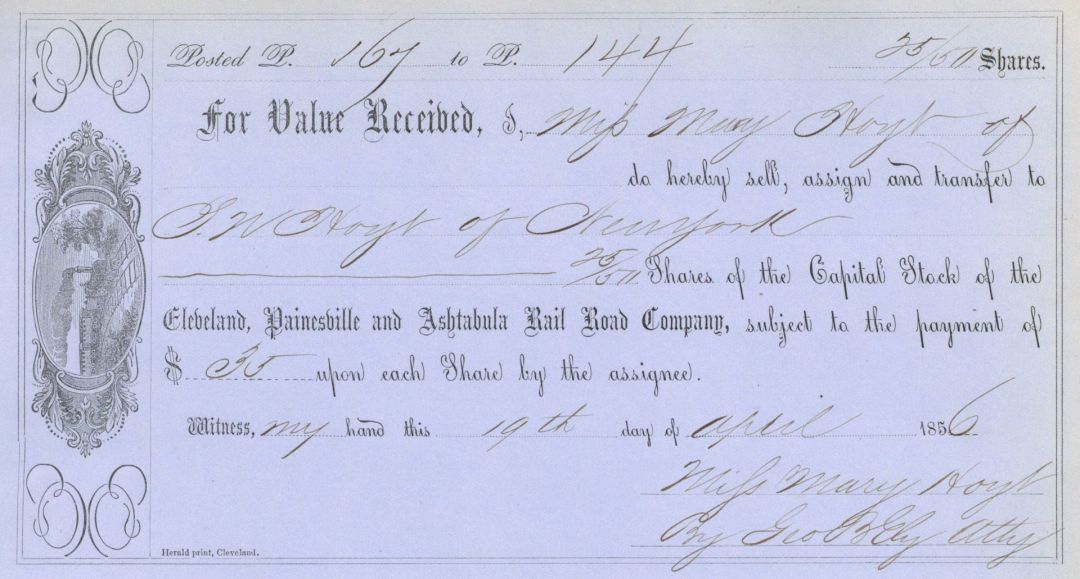 Posted P. 167 to P. 144 25/50 Shares.
For Value Received, I, Miss Mary Hoyt of
do hereby sell, assign and transfer to
J.W Hoyt of New York
25/50 Shares of the Capital Stock of the
Cleveland, Painesville and Ashtabula Rail Road Company, subject to the payment of
$ 35 upon each Share by the assignee.
Witness, my hand this 19th day of April 1856
Miss Mary Hoyt
By Geo B Ely Atty
Herald print, Cleveland.